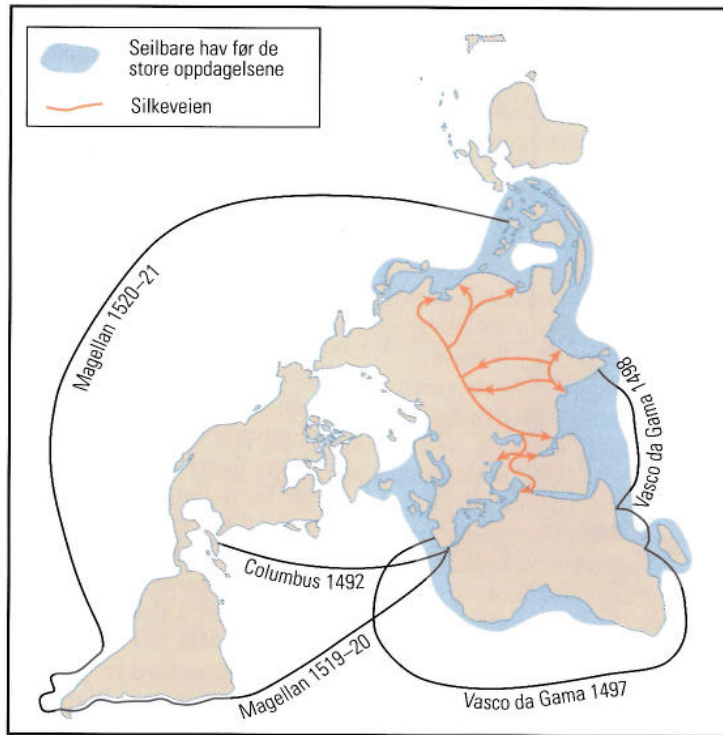 Seilbare hav før de
store oppdagelsene
Silkeveien
Magellan 1520–21
Vasco da Gama 1498
Columbus 1492
Magellan 1519–20
Vasco da Gama 1497